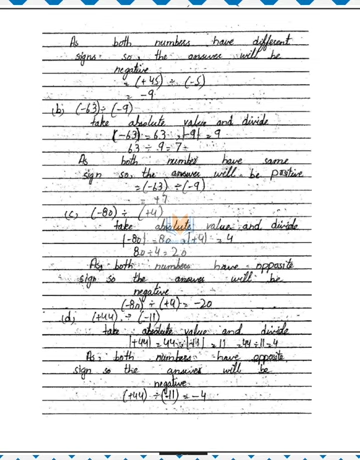 As both numbers have different
signs so, the answer will be
negative
= (+45) ÷ (-5)
= -9
(b) (-63) ÷ (-9)
take absolute value and divide
|-63| = 63 |-9| = 9
63 ÷ 9 = 7
As both number have same
sign so, the answer will be positive
= (-63) ÷ (-9)
= +7
(c) (-80) ÷ (+4)
take absolute value and divide
|-80| = 80 |+4| = 4
80 ÷ 4 = 20
As both numbers have opposite
sign so the answer will be
negative
(-80) ÷ (+4) = -20
(d) (+44) ÷ (-11)
take absolute value and divide
|+44| = 44 = 11 = 44 ÷ 11 = 4
As both numbers have opposite
sign so the answer will be
negative
(+44) ÷ (-11) = -4